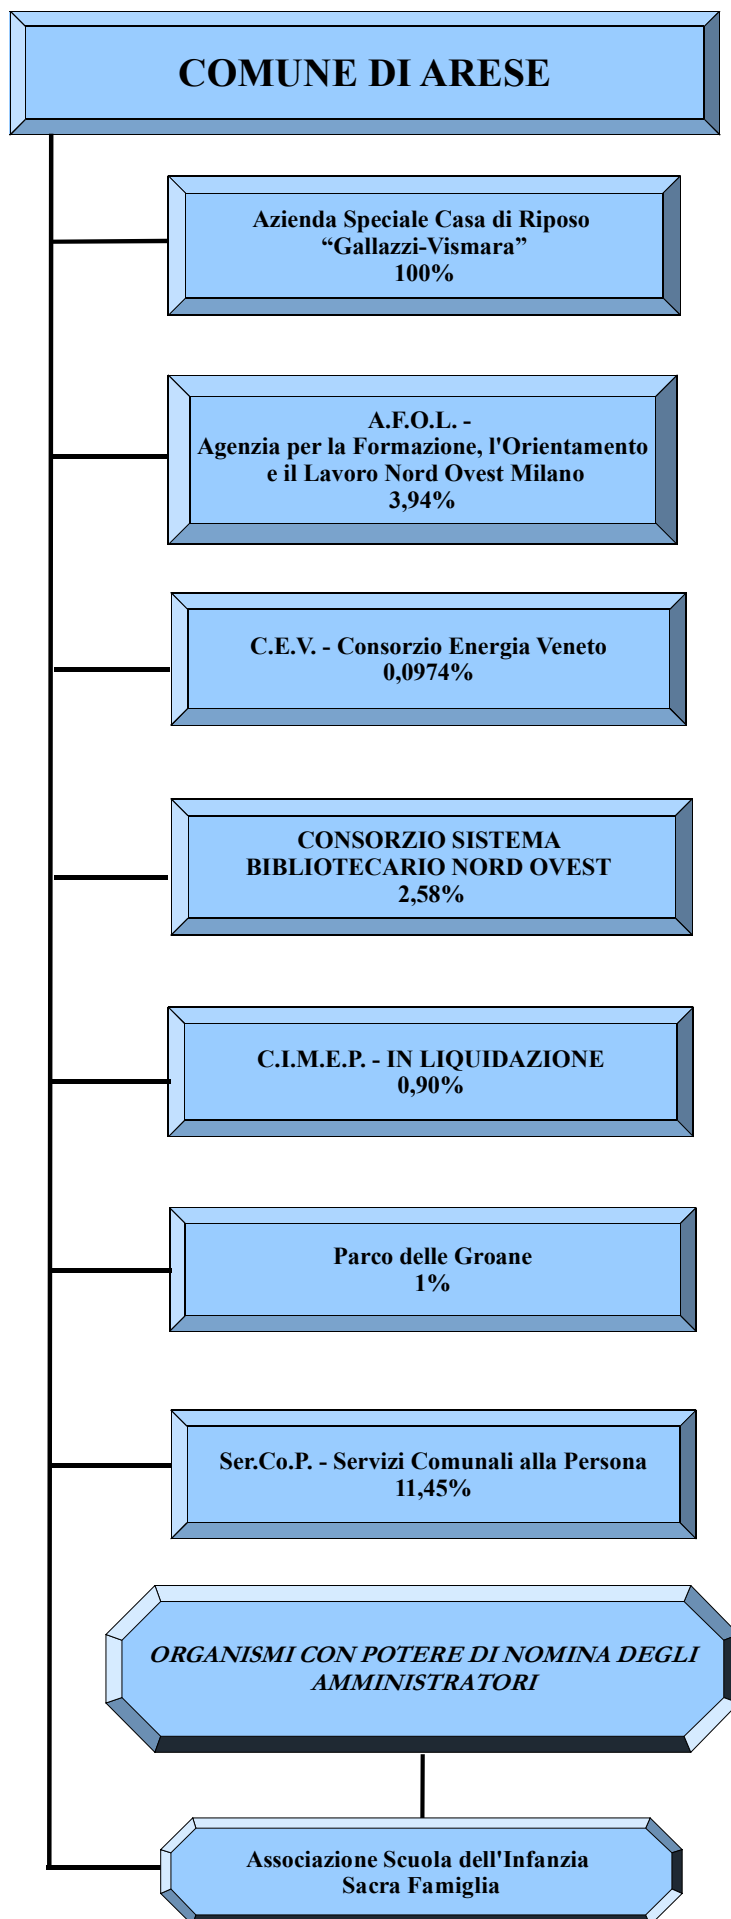 COMUNE DI ARESE
Azienda Speciale Casa di Riposo
“Gallazzi-Vismara”
100%
A.F.O.L. -
Agenzia per la Formazione, l'Orientamento
e il Lavoro Nord Ovest Milano
3,94%
C.E.V. - Consorzio Energia Veneto
0,0974%
CONSORZIO SISTEMA
BIBLIOTECARIO NORD OVEST
2,58%
C.I.M.E.P. - IN LIQUIDAZIONE
0,90%
Parco delle Groane
1%
Ser.Co.P. - Servizi Comunali alla Persona
11,45%
ORGANISMI CON POTERE DI NOMINA DEGLI
AMMINISTRATORI
Associazione Scuola dell'Infanzia
Sacra Famiglia